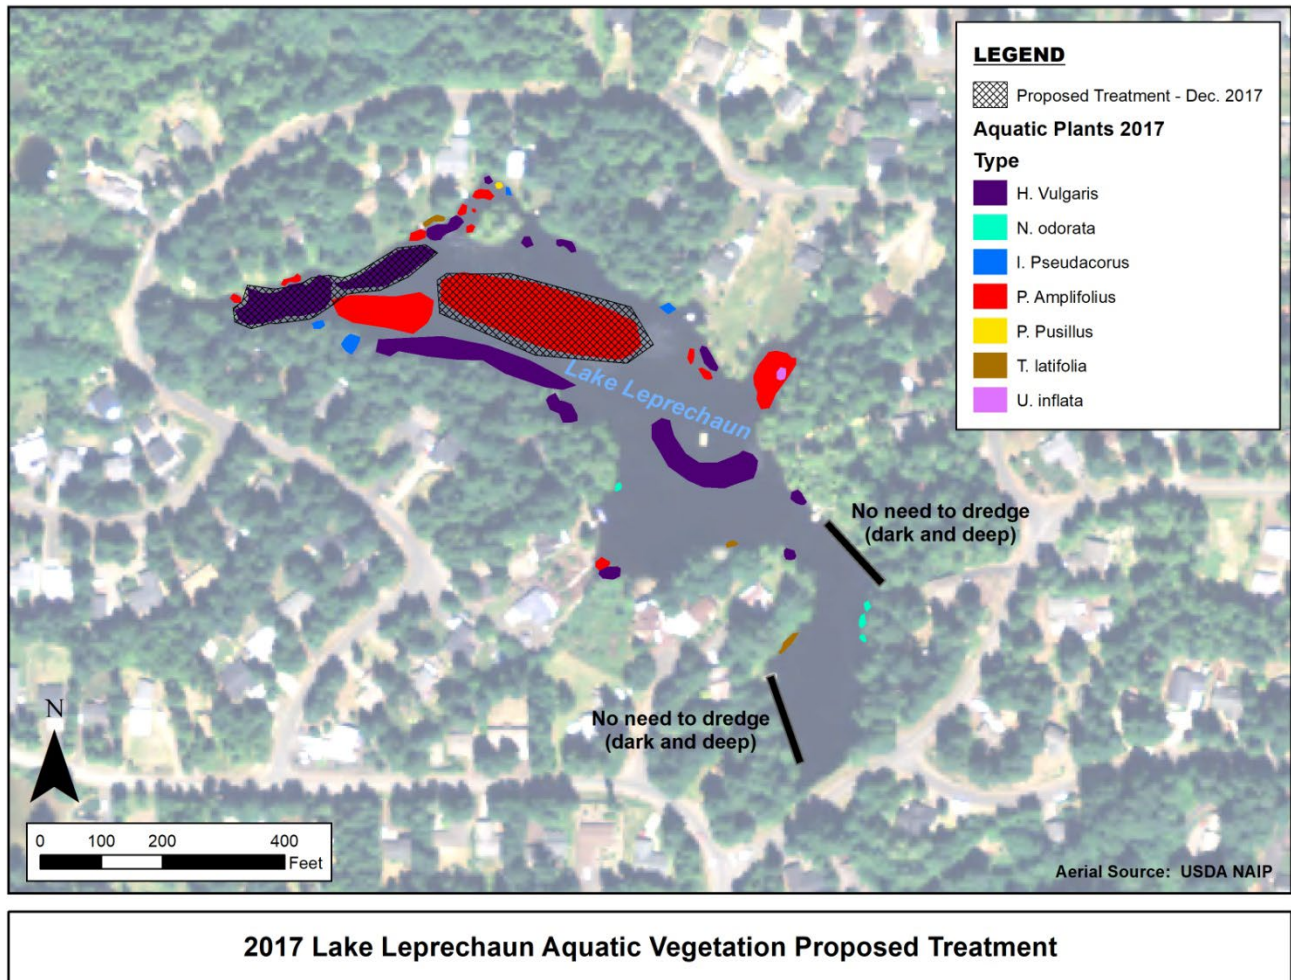 LEGEND
Proposed Treatment - Dec. 2017
Aquatic Plants 2017
Type
H. Vulgaris
N. odorata
I. Pseudacorus
P. Amplifolius
P. Pusillus
T. latifolia
U. inflata
Lake Leprechaun
No need to dredge
(dark and deep)
No need to dredge
(dark and deep)
N
0 100 200 400
Feet
Aerial Source: USDA NAIP
2017 Lake Leprechaun Aquatic Vegetation Proposed Treatment